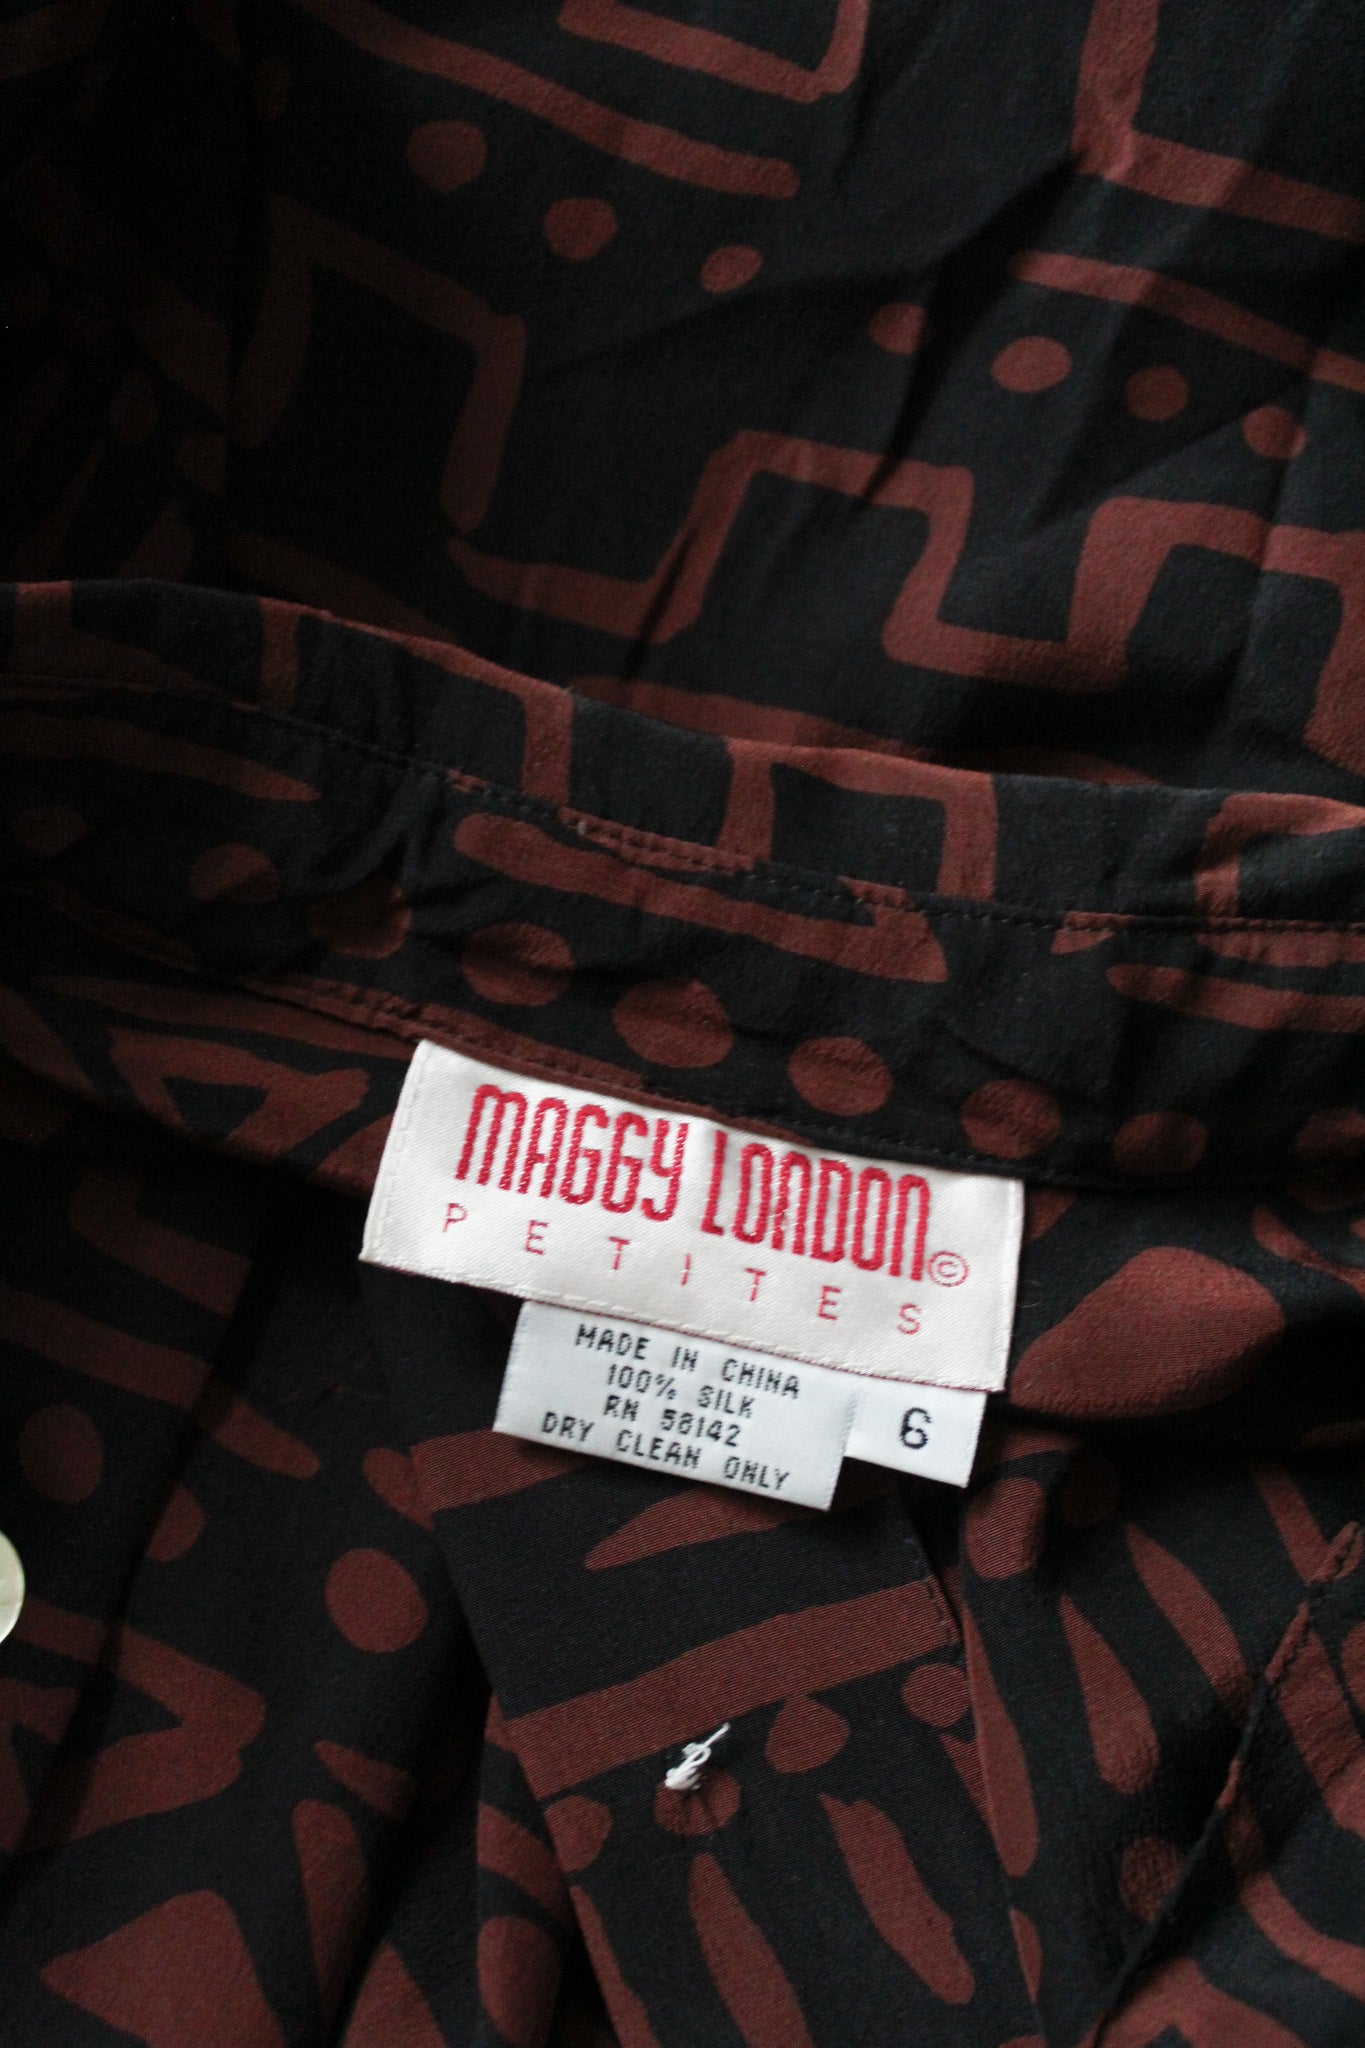 MAGGY LONDON©
PETITES
MADE IN CHINA
100% SILK
RN 58142
DRY CLEAN ONLY
6